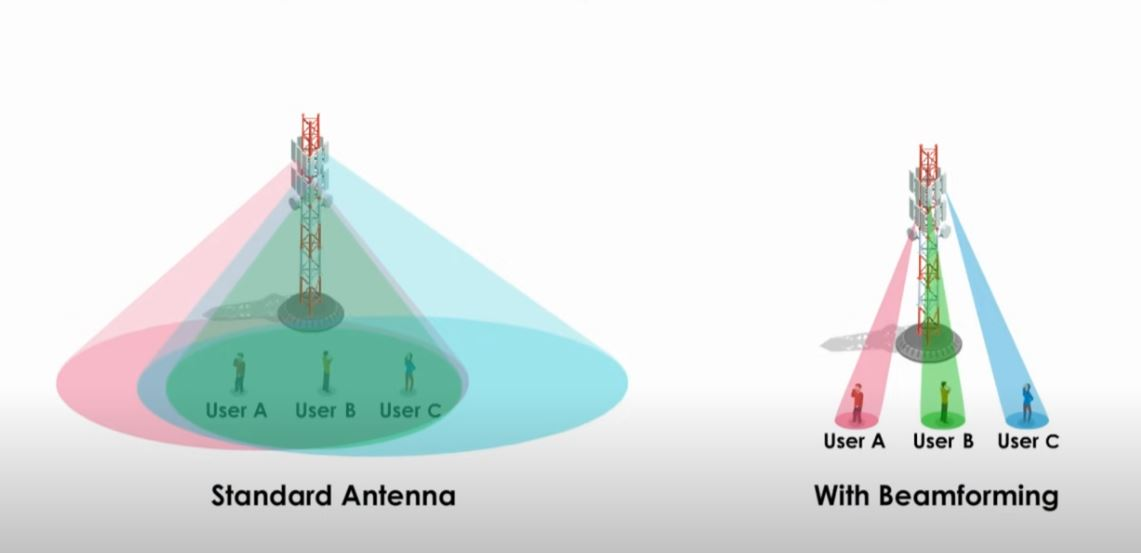 User A User B User C
Standard Antenna
User A User B User C
With Beamforming